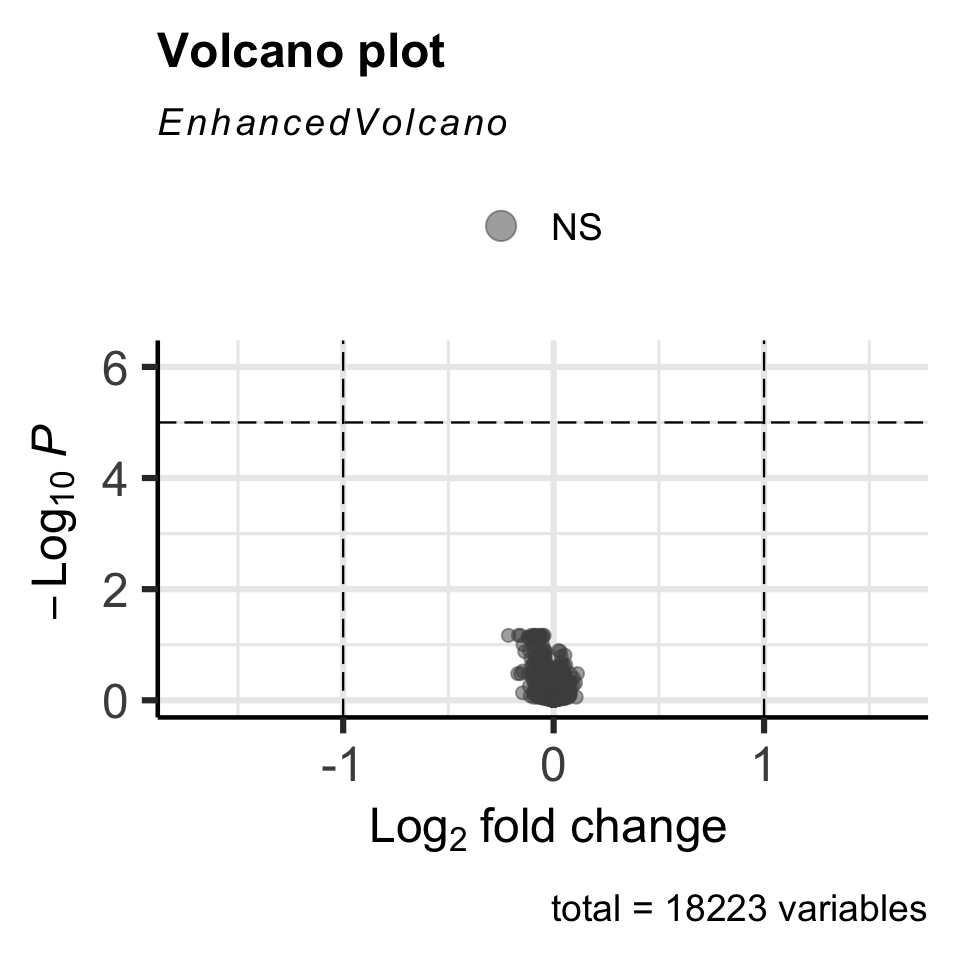 Volcano plot
EnhancedVolcano
NS
6
4
2
0
−Log10 P
-1 0 1
Log2 fold change
total = 18223 variables